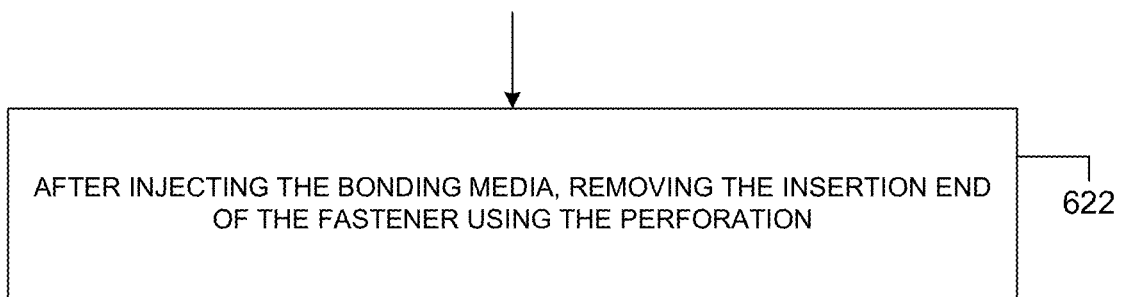 AFTER INJECTING THE BONDING MEDIA, REMOVING THE INSERTION END
OF THE FASTENER USING THE PERFORATION
622